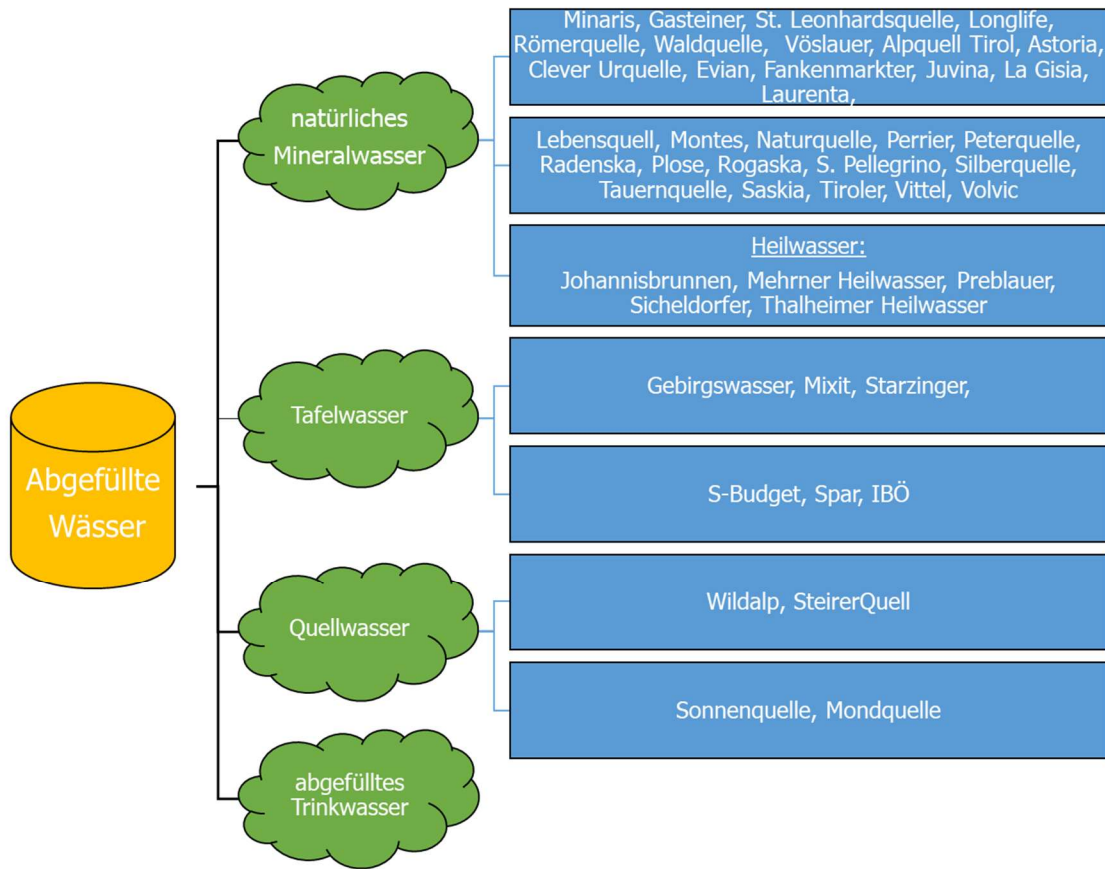 Abgefüllte
Wässer
natürliches
Mineralwasser
Minaris, Gasteiner, St. Leonhardsquelle, Longlife,
Römerquelle, Waldquelle, Vöslauer, Alpquell Tirol, Astoria,
Clever Urquelle, Evian, Fankenmarkter, Juvina, La Gisia,
Laurenta,
Lebensquell, Montes, Naturquelle, Perrier, Peterquelle,
Radenska, Plose, Rogaska, S. Pellegrino, Silberquelle,
Tauernquelle, Saskia, Tiroler, Vittel, Volvic
Heilwasser:
Johannisbrunnen, Mehrner Heilwasser, Preblauer,
Sicheldorfer, Thalheimer Heilwasser
Tafelwasser
Gebirgswasser, Mixit, Starzinger,
S-Budget, Spar, IBÖ
Quellwasser
Wildalp, SteirerQuell
Sonnenquelle, Mondquelle
abgefülltes
Trinkwasser